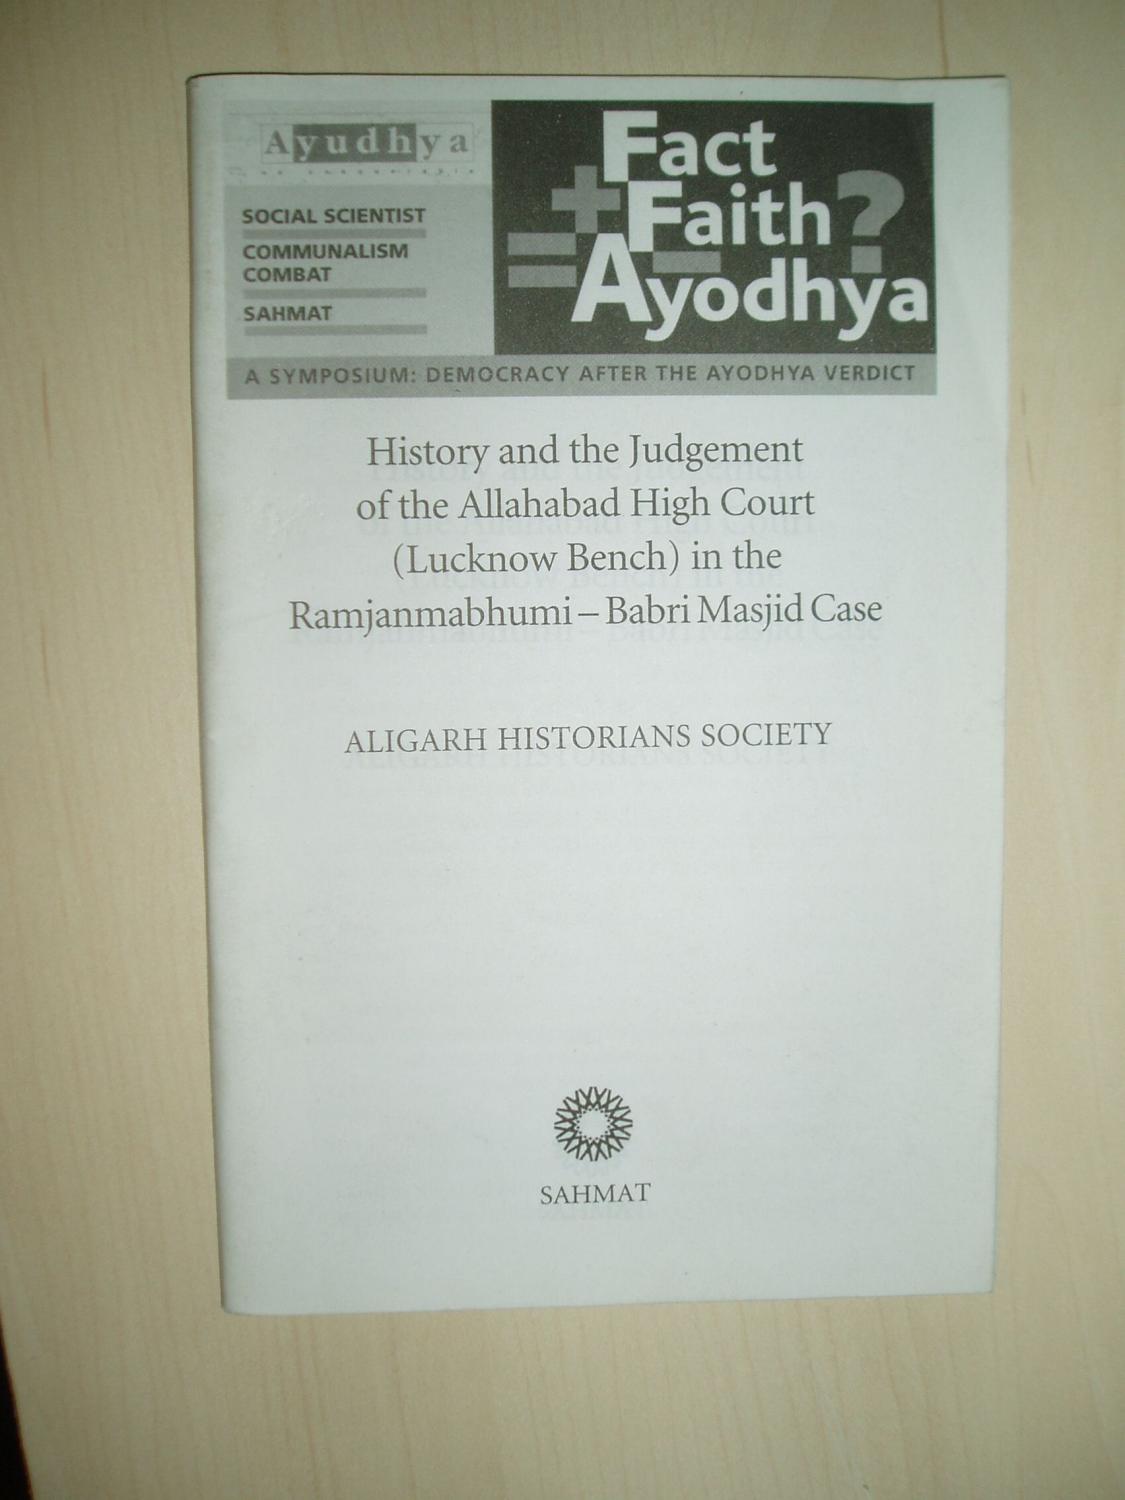 Ayudhya
SOCIAL SCIENTIST
COMMUNALISM
COMBAT
SAHMAT
Fact
+ Faith ?
= Ayodhya
A SYMPOSIUM: DEMOCRACY AFTER THE AYODHYA VERDICT
History and the Judgement
of the Allahabad High Court
(Lucknow Bench) in the
Ramjanmabhumi – Babri Masjid Case
ALIGARH HISTORIANS SOCIETY
SAHMAT